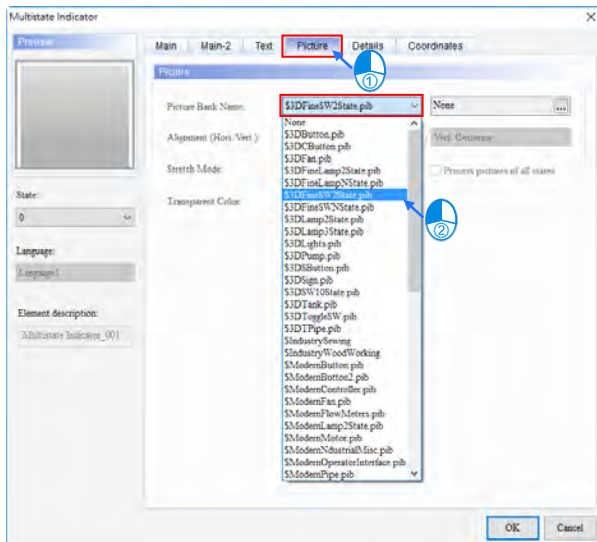 Multistate Indicator
Preview
Main Main-2 Text Picture Details Coordinates
①
Picture
Picture Bank Name: $3DFineSW2State.pib None ...
Alignment (Hori./Vert.): Vert. Centering
Stretch Mode: Process pictures of all states
Transparent Color:
None
$3DButton.pib
$3DCButton.pib
$3DFan.pib
$3DFineLamp2State.pib
$3DFineLampNState.pib
$3DFineSW2State.pib
$3DFineSWNState.pib
$3DLamp2State.pib
$3DLamp3State.pib
$3DLights.pib
$3DPump.pib
$3DSButton.pib
$3DSign.pib
$3DSW10State.pib
$3DTank.pib
$3DToggleSW.pib
$3DTPipe.pib
$IndustrySewing
$IndustryWoodWorking
$ModernButton.pib
$ModernButton2.pib
$ModernController.pib
$ModernFan.pib
$ModernFlowMeters.pib
$ModernLamp2State.pib
$ModernMotor.pib
$ModernNdustrialMisc.pib
$ModernOperatorInterface.pib
$ModernPipe.pib
②
State:
0
Language:
Language1
Element description:
Multistate Indicator_001
OK Cancel